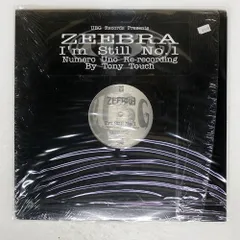 UBG Records Presents
ZEEBRA
I'm Still No.1
Numero Uno Re-recording
By Tony Touch
ZEEBRA